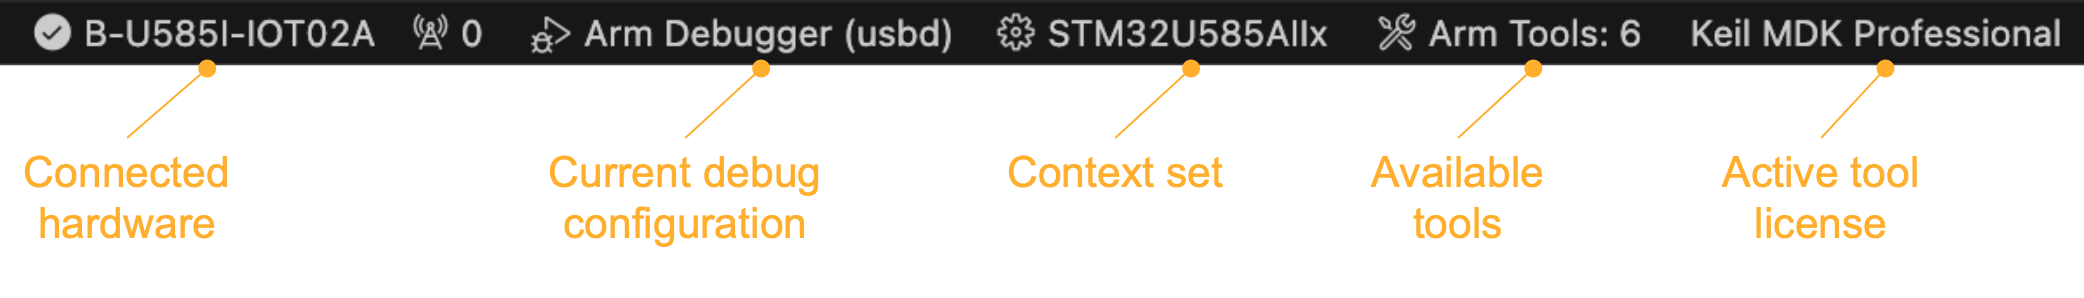 B-U585I-IOT02A 0 Arm Debugger (usbd) STM32U585AIIx Arm Tools: 6 Keil MDK Professional
Connected hardware
Current debug configuration
Context set
Available tools
Active tool license